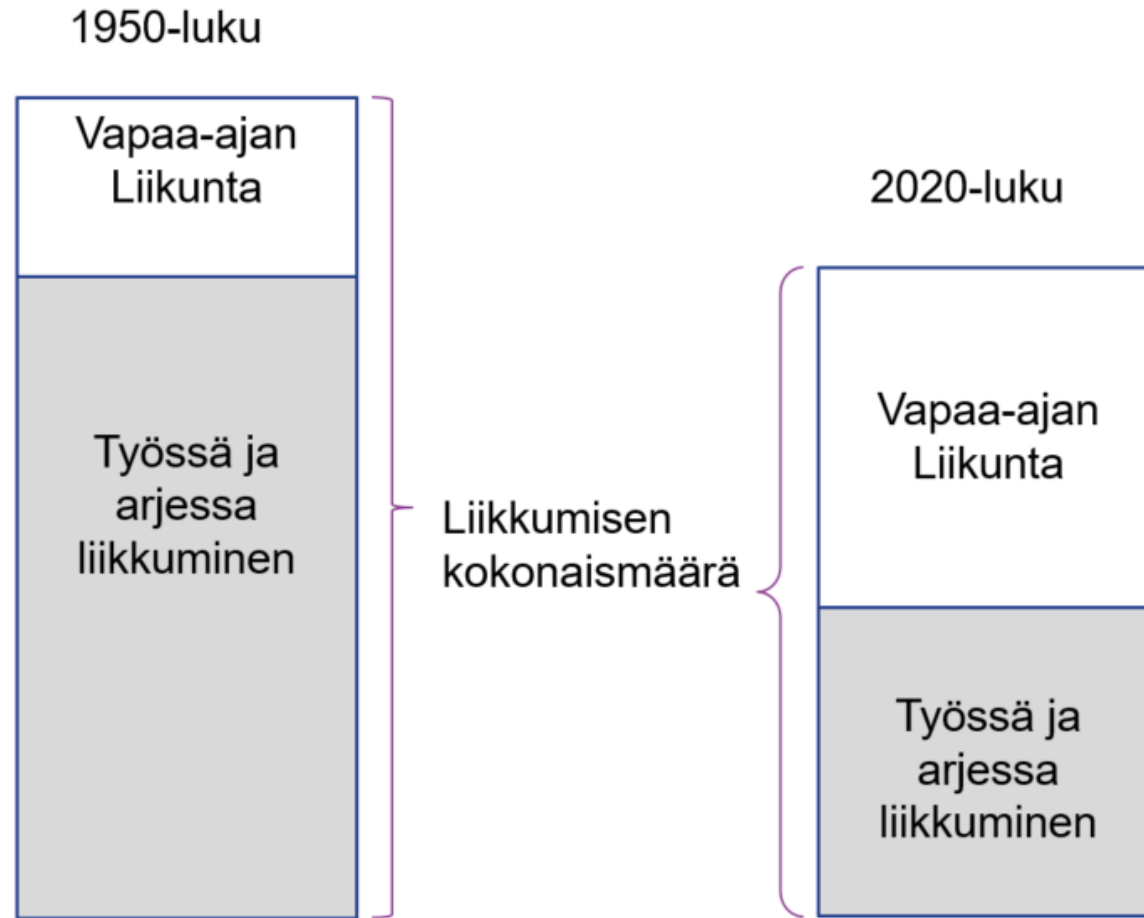 1950-luku
Vapaa-ajan
Liikunta
Työssä ja
arjessa
liikkuminen
Liikkumisen
kokonaismäärä
2020-luku
Vapaa-ajan
Liikunta
Työssä ja
arjessa
liikkuminen